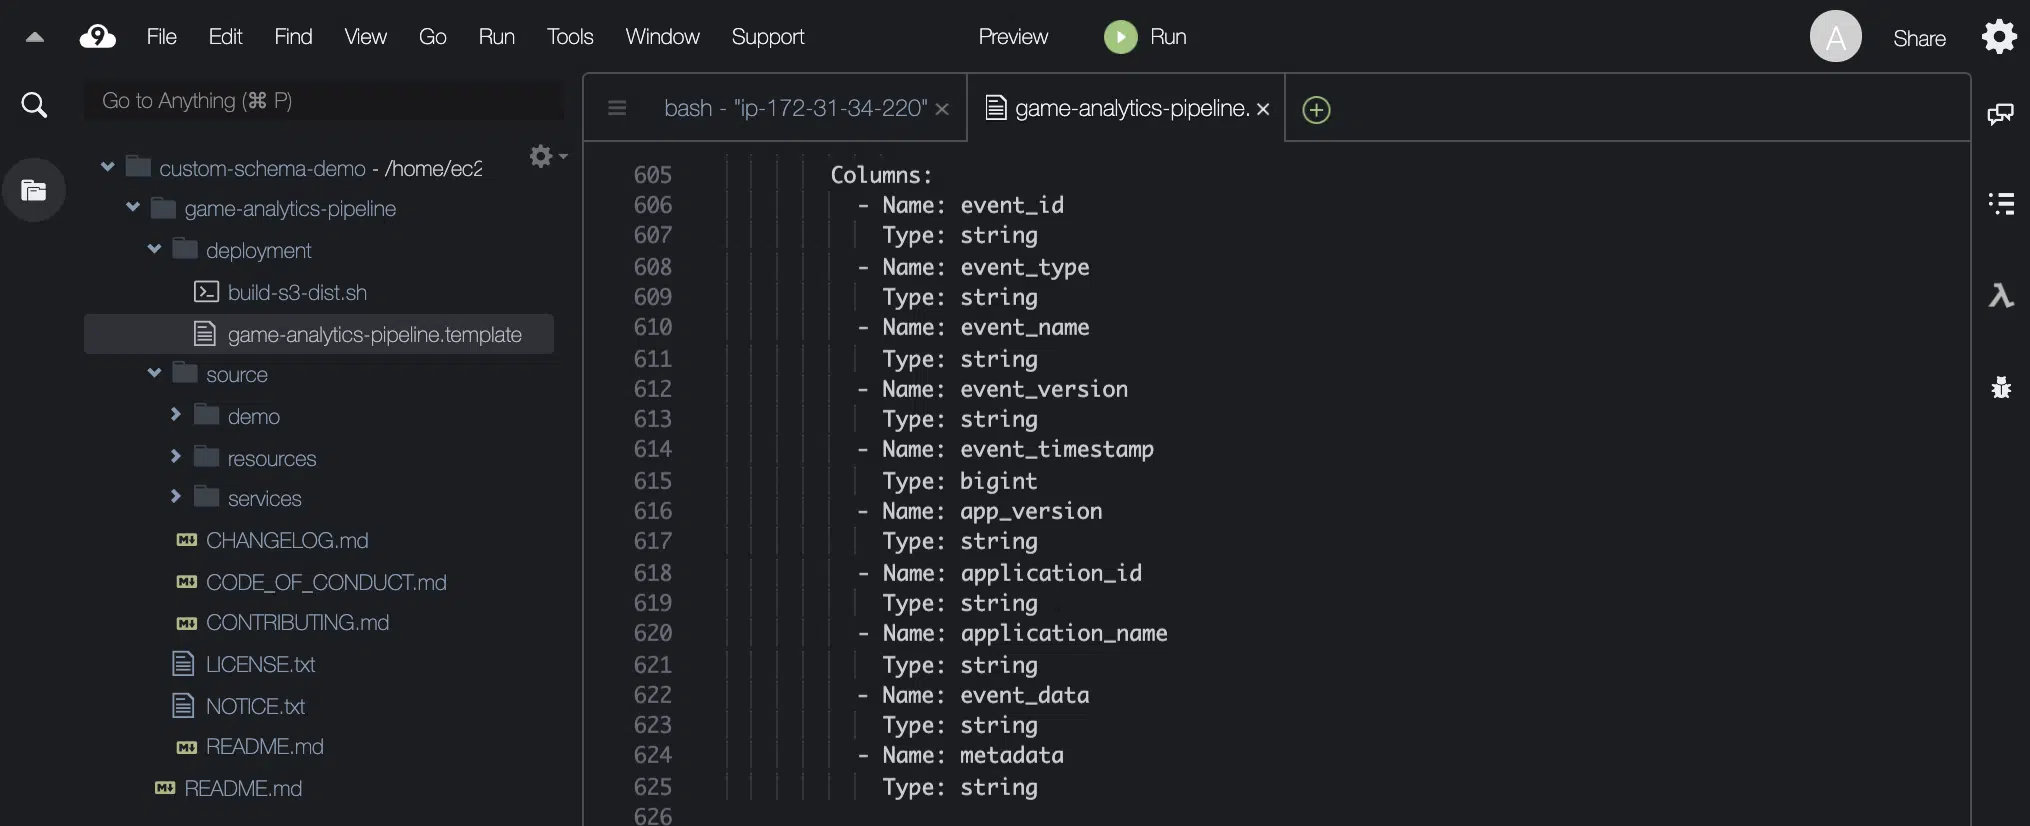 9 File Edit Find View Go Run Tools Window Support Preview Run A Share
Go to Anything (⌘ P)
bash - "ip-172-31-34-220" × game-analytics-pipeline. ×
custom-schema-demo - /home/ec2
game-analytics-pipeline
deployment
build-s3-dist.sh
game-analytics-pipeline.template
source
demo
resources
services
CHANGELOG.md
CODE_OF_CONDUCT.md
CONTRIBUTING.md
LICENSE.txt
NOTICE.txt
README.md
README.md
605 Columns:
606 - Name: event_id
607 Type: string
608 - Name: event_type
609 Type: string
610 - Name: event_name
611 Type: string
612 - Name: event_version
613 Type: string
614 - Name: event_timestamp
615 Type: bigint
616 - Name: app_version
617 Type: string
618 - Name: application_id
619 Type: string
620 - Name: application_name
621 Type: string
622 - Name: event_data
623 Type: string
624 - Name: metadata
625 Type: string
626